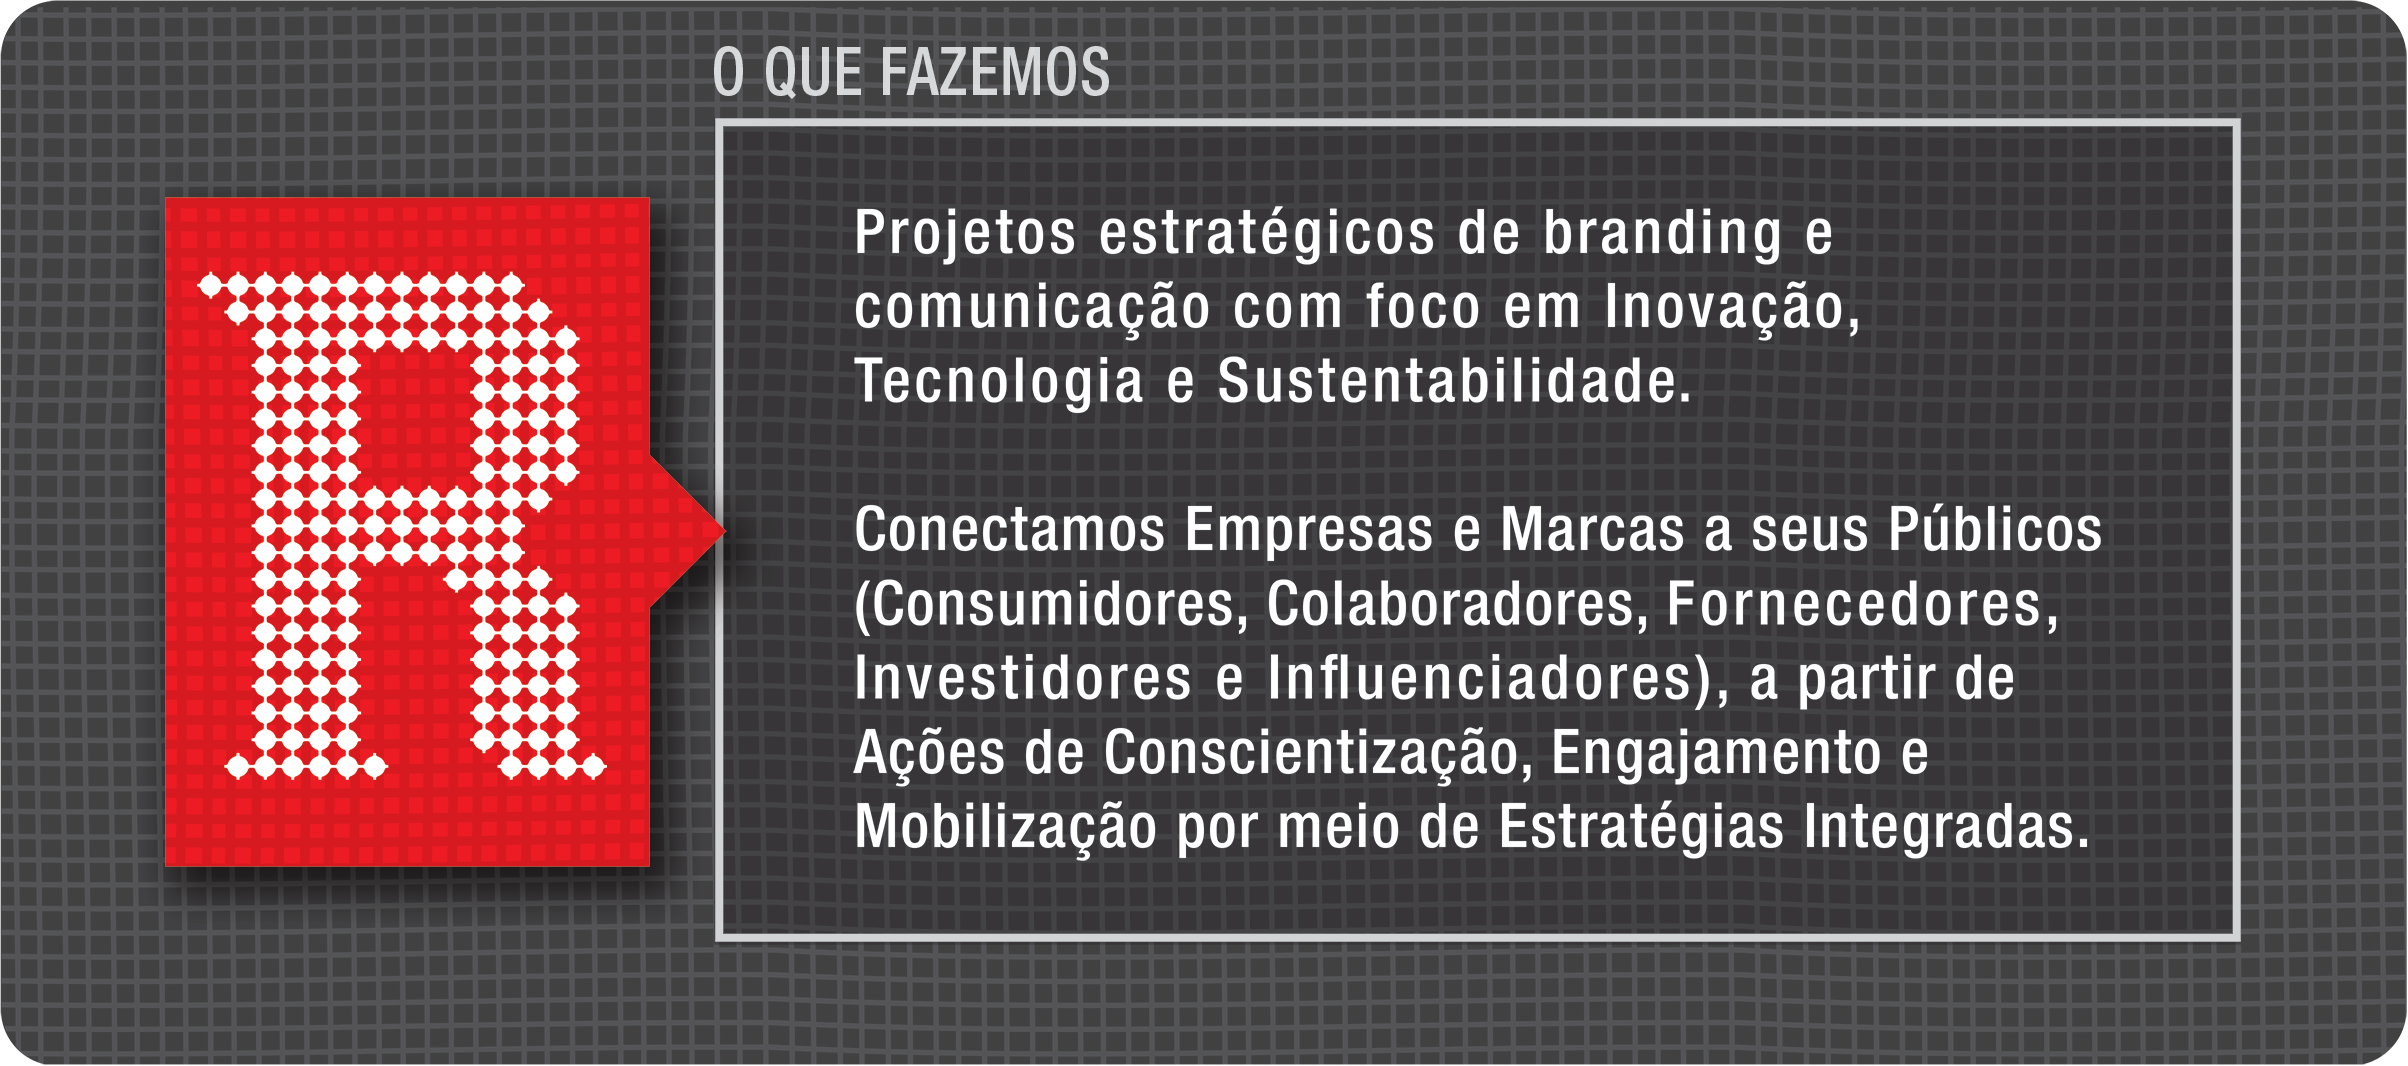 O QUE FAZEMOS
R
Projetos estratégicos de branding e
comunicação com foco em Inovação,
Tecnologia e Sustentabilidade.
Conectamos Empresas e Marcas a seus Públicos
(Consumidores, Colaboradores, Fornecedores,
Investidores e Influenciadores), a partir de
Ações de Conscientização, Engajamento e
Mobilização por meio de Estratégias Integradas.